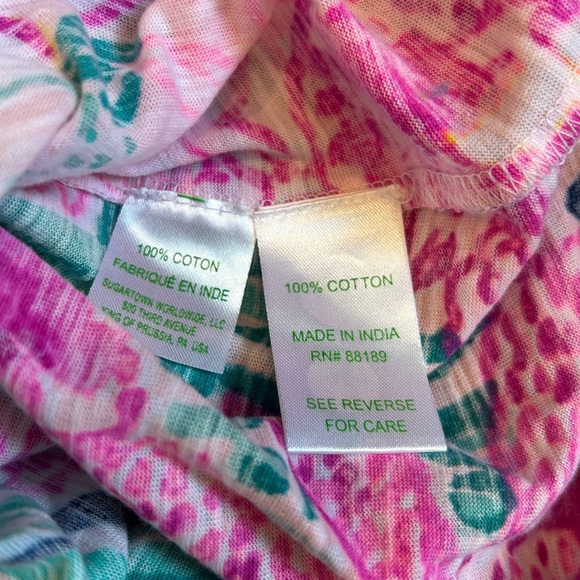 100% COTON
FABRIQUÉ EN INDE
SUGARTOWN WORLDWIDE, LLC
800 THIRD AVENUE
KING OF PRUSSIA, PA USA
100% COTTON
MADE IN INDIA
RN# 88189
SEE REVERSE
FOR CARE